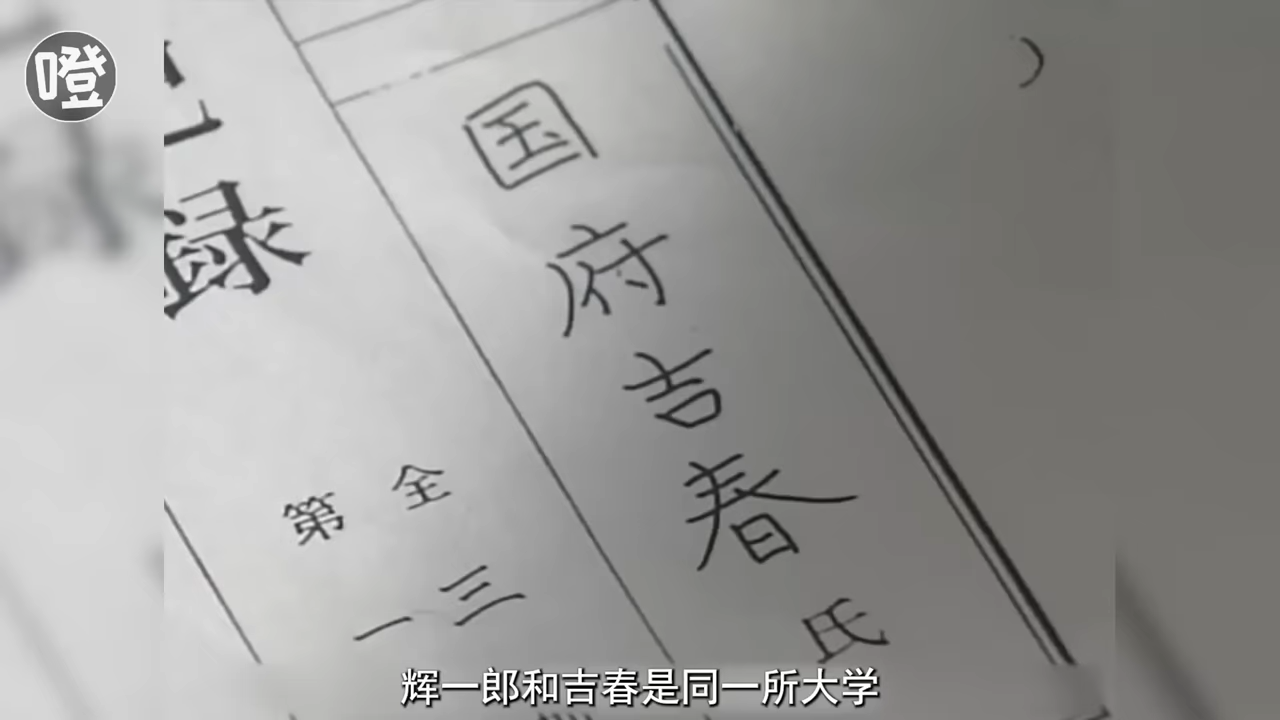 噔
）
国府吉春氏
全三
第一
録
辉一郎和吉春是同一所大学